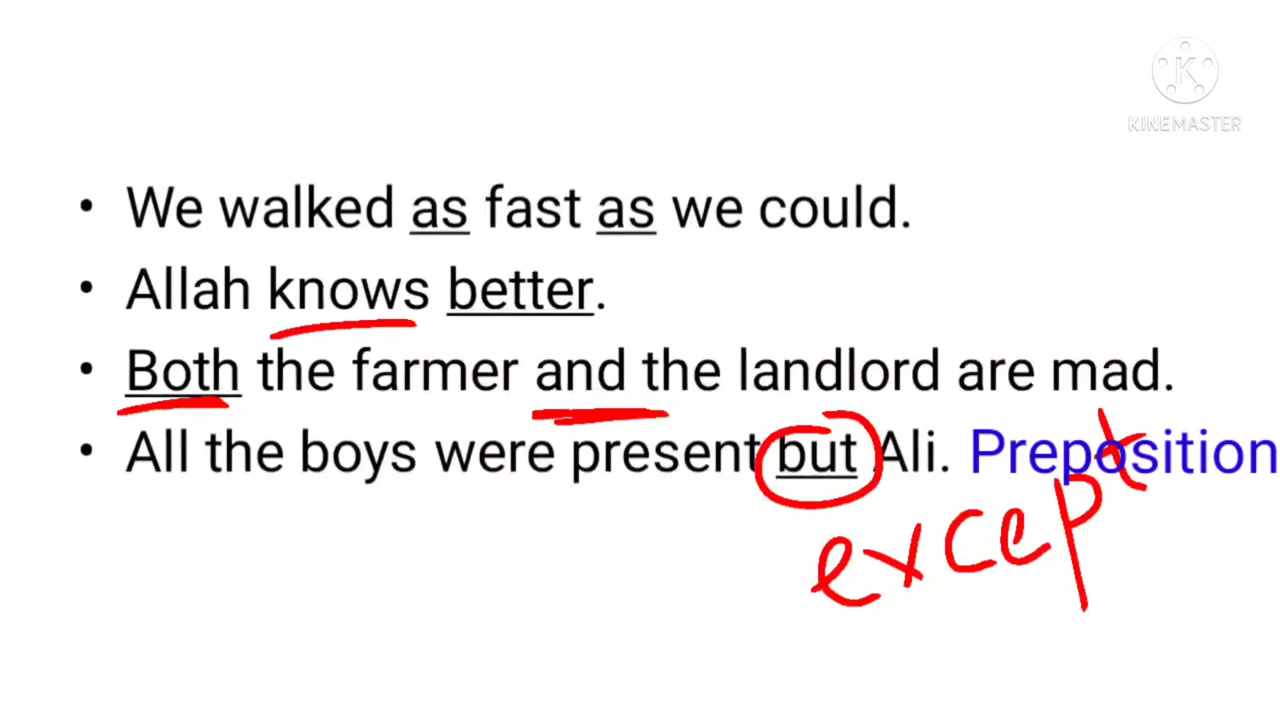 K
KINEMASTER
• We walked as fast as we could.
• Allah knows better.
• Both the farmer and the landlord are mad.
• All the boys were present but Ali. Preposition
except